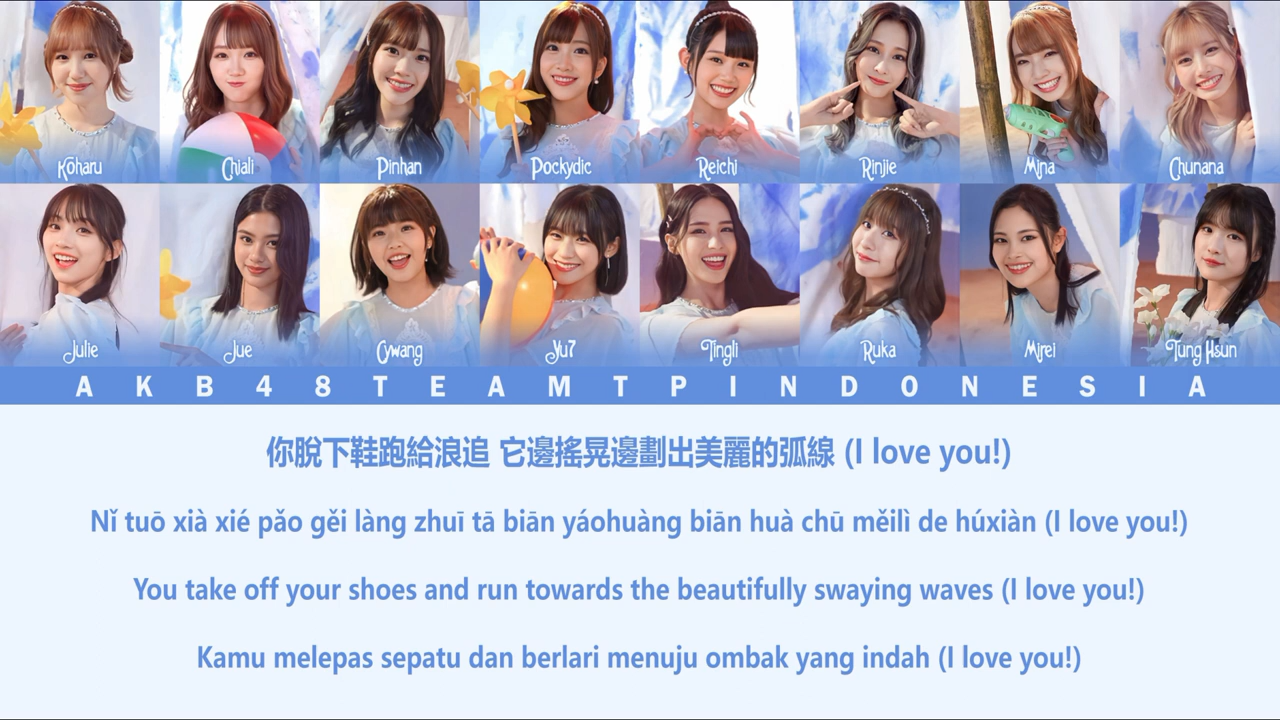 Kōharu Chiali Pinhan Pockydic Reichi Rinjie Mina Chunana
Julie Jue Cywang Yu7 Tingli Ruka Mirei Tung Hsun
AKB48TEAMTPINDONESIA
你脫下鞋跑給浪追 它邊搖晃邊劃出美麗的弧線 (I love you!)
Nǐ tuō xià xié pǎo gěi làng zhuī tā biān yáohuàng biān huà chū měilì de húxiàn (I love you!)
You take off your shoes and run towards the beautifully swaying waves (I love you!)
Kamu melepas sepatu dan berlari menuju ombak yang indah (I love you!)